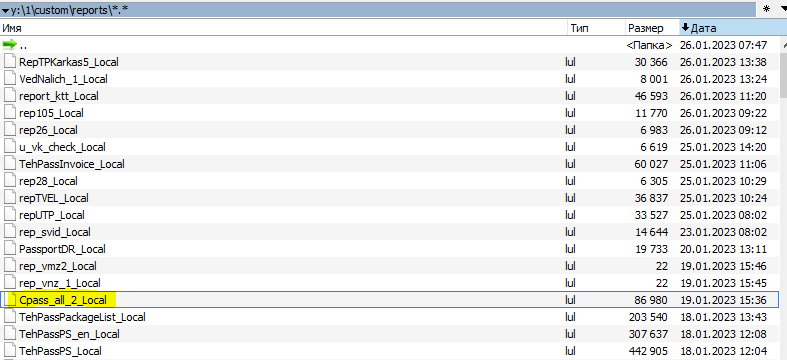 y:\1\custom\reports\*.*
Имя Тип Размер Дата
.. <Папка> 26.01.2023 07:47
RepTPKarkas5_Local lul 30 366 26.01.2023 13:38
VedNalich_1_Local lul 8 001 26.01.2023 13:24
report_ktt_Local lul 46 593 26.01.2023 11:20
rep105_Local lul 11 770 26.01.2023 09:22
rep26_Local lul 6 983 26.01.2023 09:12
u_vk_check_Local lul 6 619 25.01.2023 14:20
TehPassInvoice_Local lul 60 027 25.01.2023 11:06
rep28_Local lul 6 305 25.01.2023 10:29
repTVEL_Local lul 36 837 25.01.2023 10:24
repUTP_Local lul 33 527 25.01.2023 08:02
rep_svid_Local lul 14 644 23.01.2023 08:02
PassportDR_Local lul 19 733 20.01.2023 13:11
rep_vmz2_Local lul 22 19.01.2023 15:46
rep_vnz_1_Local lul 22 19.01.2023 15:45
Cpass_all_2_Local lul 86 980 19.01.2023 15:36
TehPassPackageList_Local lul 203 540 18.01.2023 13:43
TehPassPS_en_Local lul 307 637 18.01.2023 12:08
TehPassPS_Local lul 442 905 18.01.2023 12:04